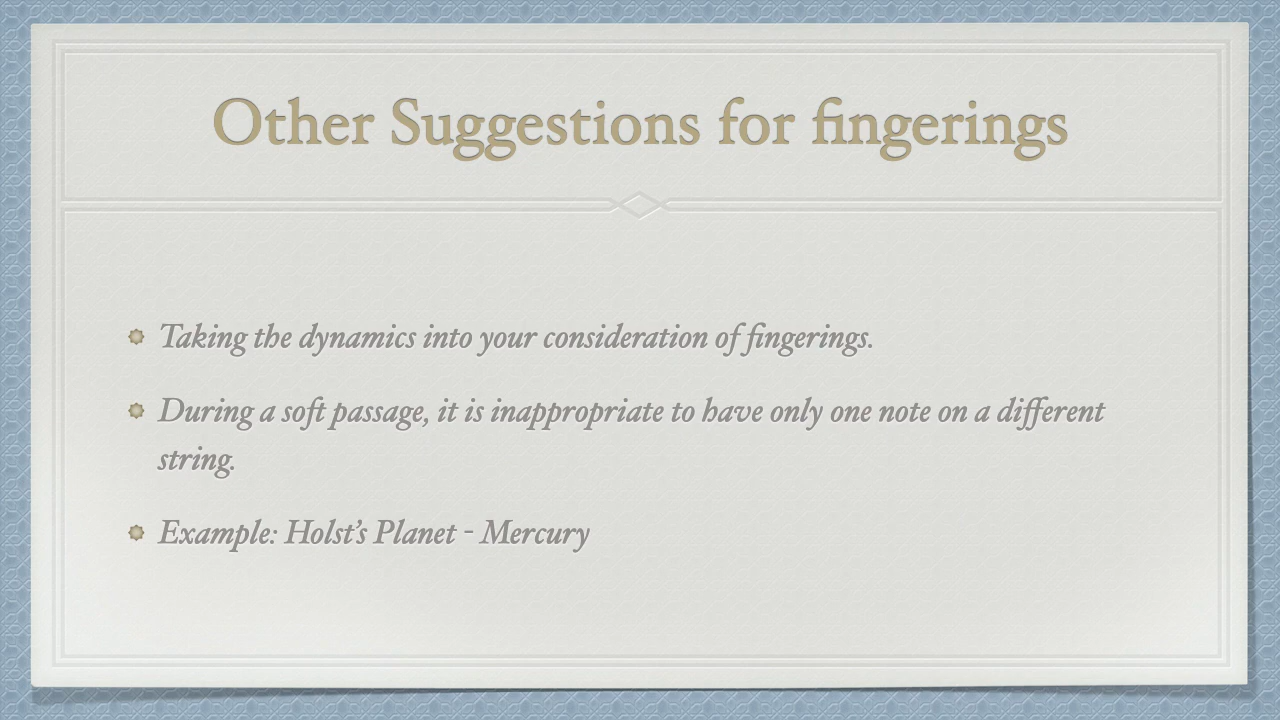 Other Suggestions for fingerings
Taking the dynamics into your consideration of fingerings.
During a soft passage, it is inappropriate to have only one note on a different
string.
Example: Holst’s Planet - Mercury